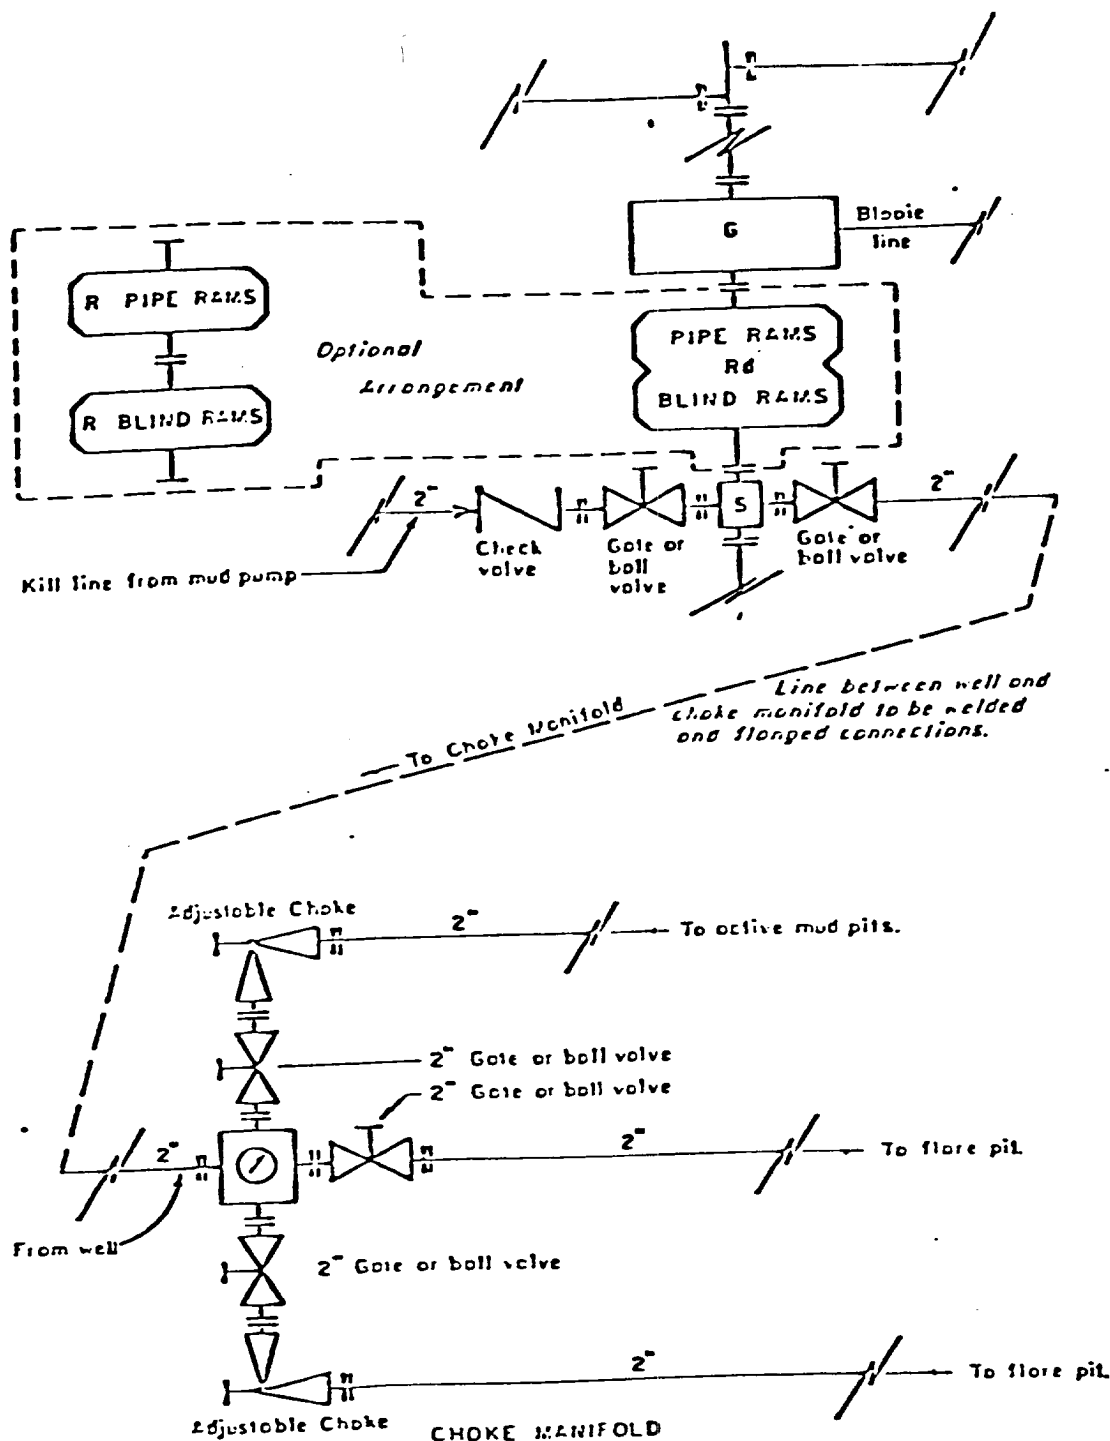 G
Blooie
line
R PIPE RAMS
R BLIND RAMS
Optional
Arrangement
PIPE RAMS
Rd
BLIND RAMS
2"
Check
valve
Gate or
ball
valve
S
Gate or
ball valve
2"
Kill line from mud pump
Line between well and
choke manifold to be welded
and flanged connections.
To Choke Manifold
Adjustable Choke
2"
To active mud pits.
2" Gate or ball valve
2" Gate or ball valve
2"
2"
To flare pit.
From well
2" Gate or ball valve
2"
To flare pit.
Adjustable Choke
CHOKE MANIFOLD